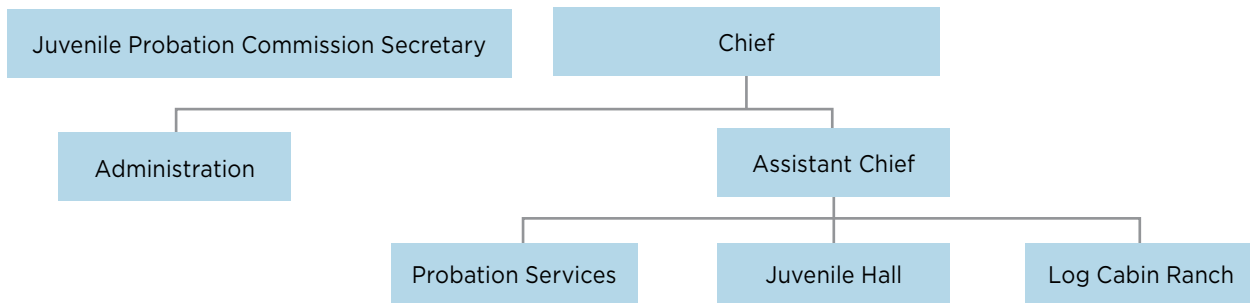 Juvenile Probation Commission Secretary
Chief
Administration
Assistant Chief
Probation Services
Juvenile Hall
Log Cabin Ranch